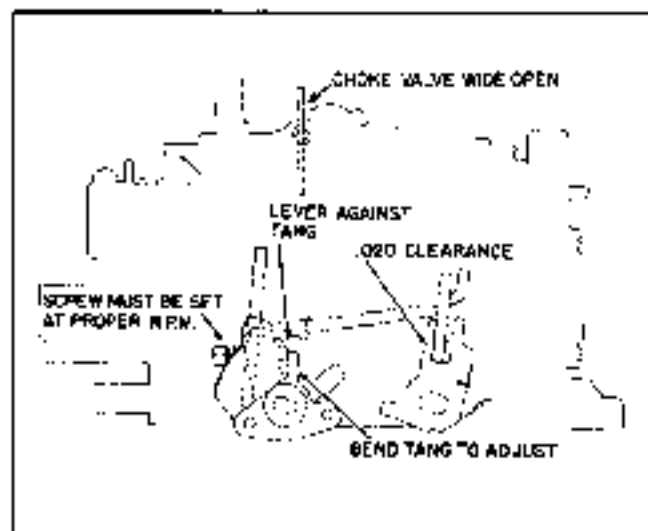 CHOKE VALVE WIDE OPEN
LEVER AGAINST
TANG
.020 CLEARANCE
SCREW MUST BE SET
AT PROPER R.P.M.
BEND TANG TO ADJUST